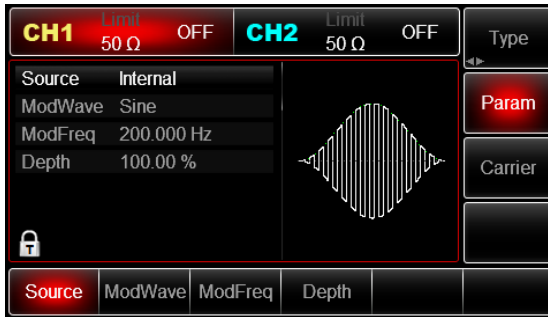 CH1 Limit 50 Ω OFF CH2 Limit 50 Ω OFF Type
Source Internal
ModWave Sine
ModFreq 200.000 Hz
Depth 100.00 %
Param
Carrier
T
Source ModWave ModFreq Depth